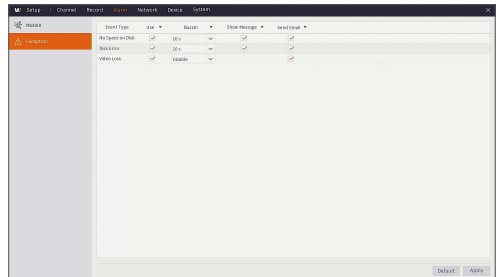 W Setup | Channel Record Alarm Network Device System ×
Motion
Exception
Event Type Use Buzzer Show Message Send Email
No Space on Disk 10 s
Disk Error 10 s
Video Loss Disable
Default Apply